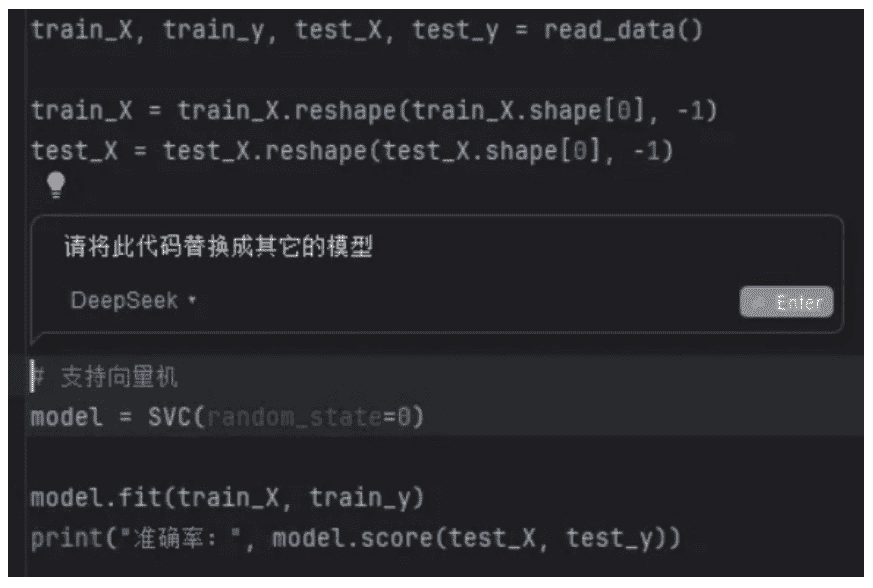 train_X, train_y, test_X, test_y = read_data()
train_X = train_X.reshape(train_X.shape[0], -1)
test_X = test_X.reshape(test_X.shape[0], -1)
请将此代码替换成其它的模型
DeepSeek
Enter
# 支持向量机
model = SVC(random_state=0)
model.fit(train_X, train_y)
print("准确率: ", model.score(test_X, test_y))